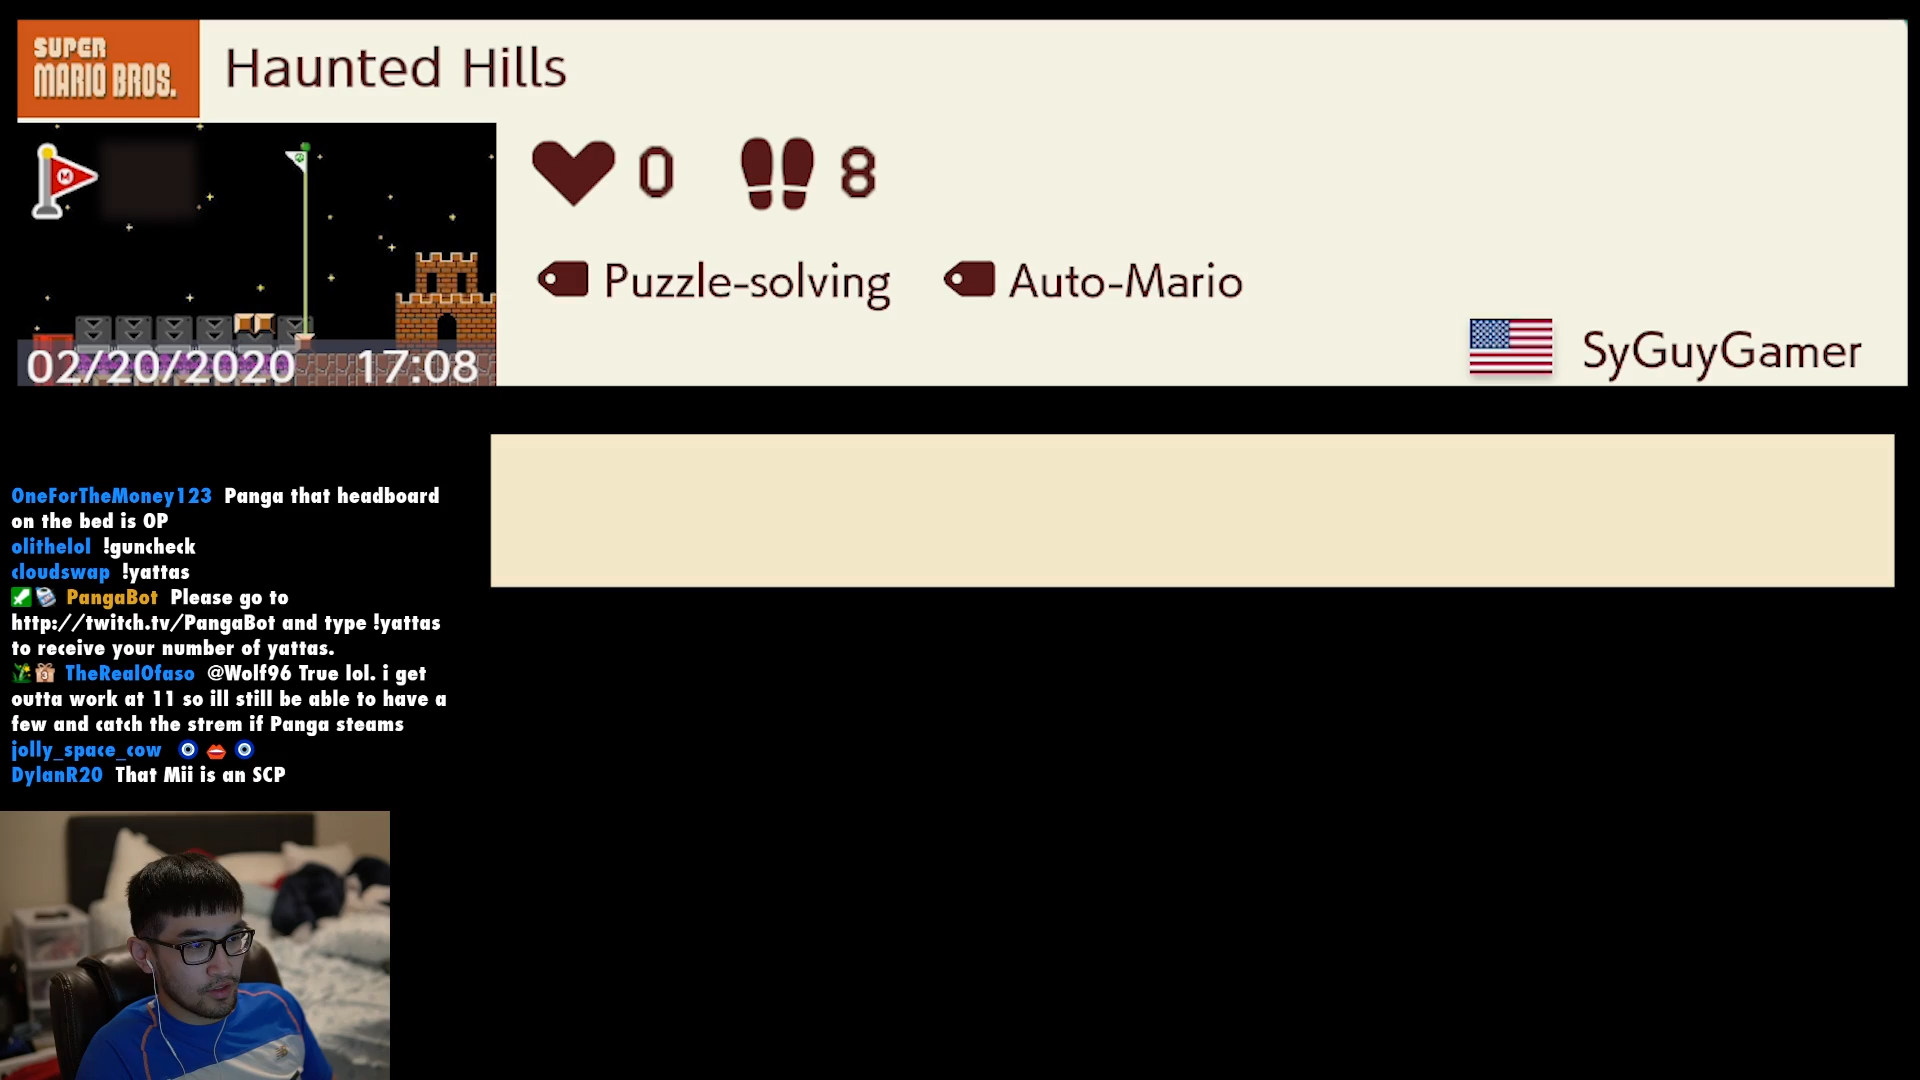 SUPER
MARIO BROS.
Haunted Hills
M
0 8
Puzzle-solving Auto-Mario
SyGuyGamer
02/20/2020 17:08
OneForTheMoney123 Panga that headboard
on the bed is OP
olithelol !guncheck
cloudswap !yattas
PangaBot Please go to
http://twitch.tv/PangaBot and type !yattas
to receive your number of yattas.
TheRealOfaso @Wolf96 True lol. i get
outta work at 11 so ill still be able to have a
few and catch the strem if Panga steams
jolly_space_cow
DylanR20 That Mii is an SCP